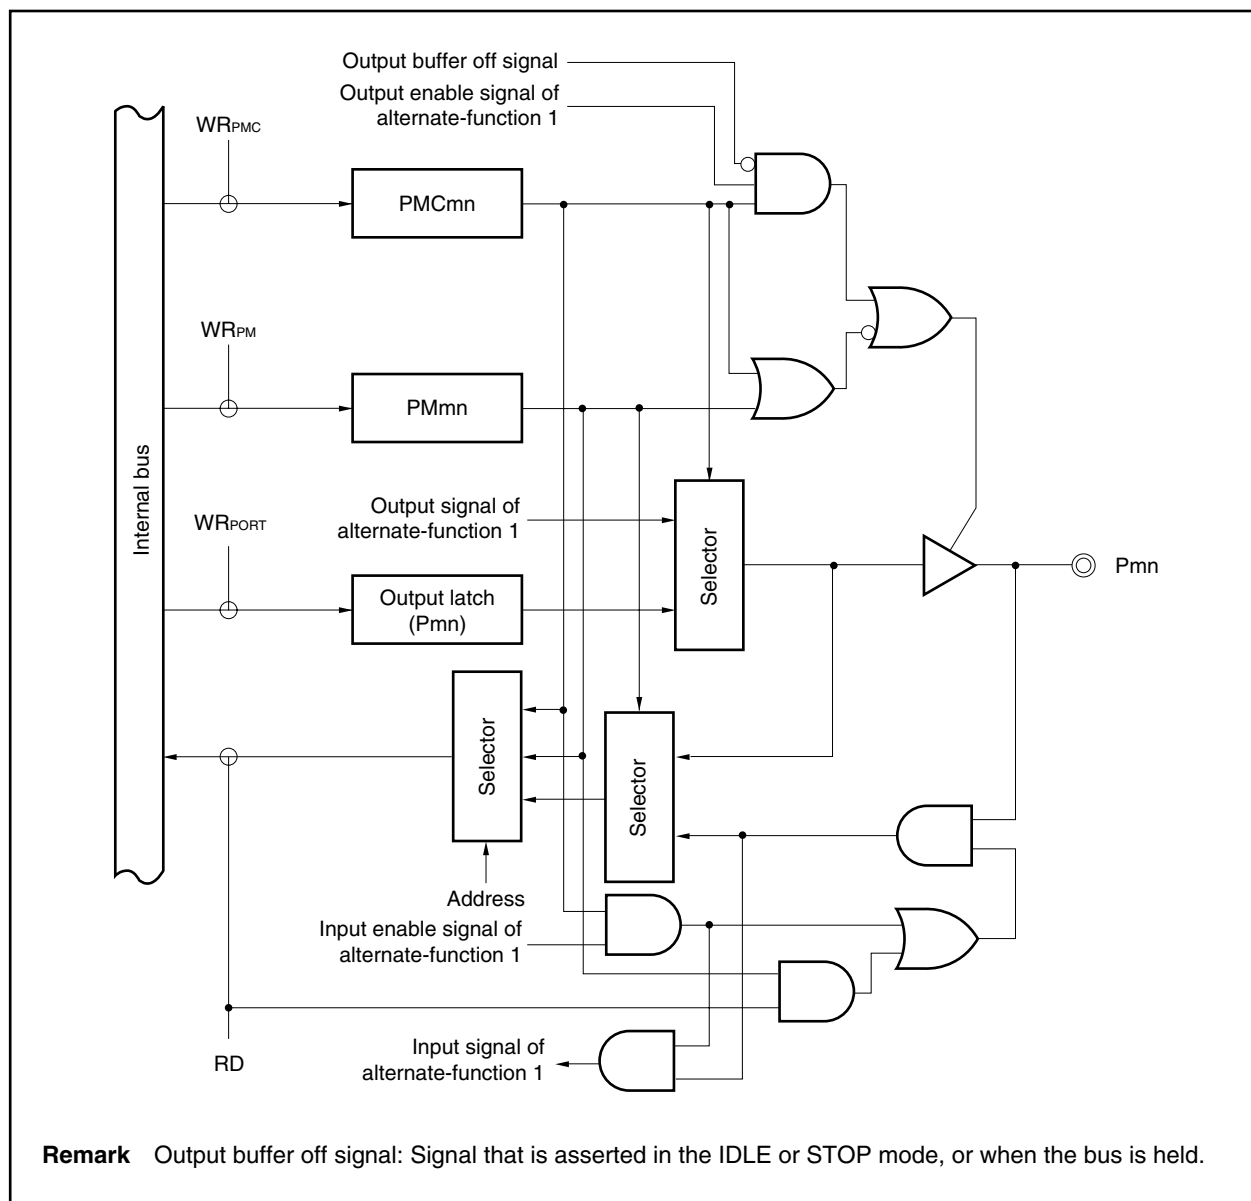 Output buffer off signal
Output enable signal of
alternate-function 1
WRPMC
PMCmn
WRPM
PMmn
Internal bus
Output signal of
alternate-function 1
WRPORT
Selector
Pmn
Output latch
(Pmn)
Selector
Selector
Address
Input enable signal of
alternate-function 1
RD
Input signal of
alternate-function 1
Remark Output buffer off signal: Signal that is asserted in the IDLE or STOP mode, or when the bus is held.